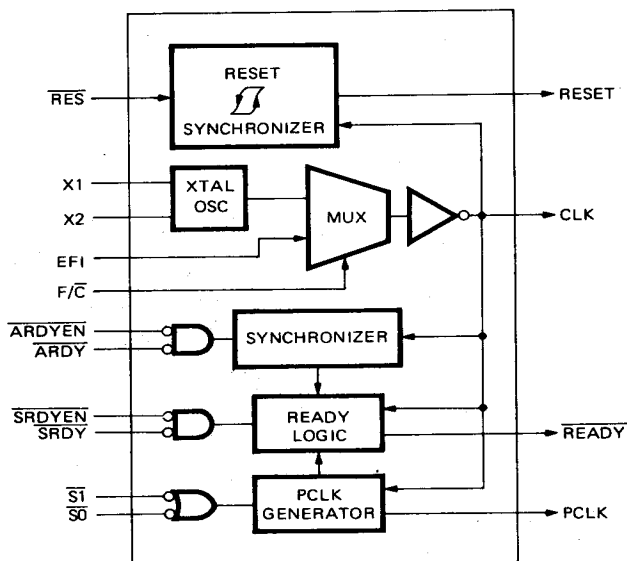 RESET
SYNCHRONIZER
RES
RESET
X1
XTAL
OSC
X2
MUX
CLK
EFI
F/C
ARDYEN
ARDY
SYNCHRONIZER
SRDYEN
SRDY
READY
LOGIC
READY
S1
S0
PCLK
GENERATOR
PCLK